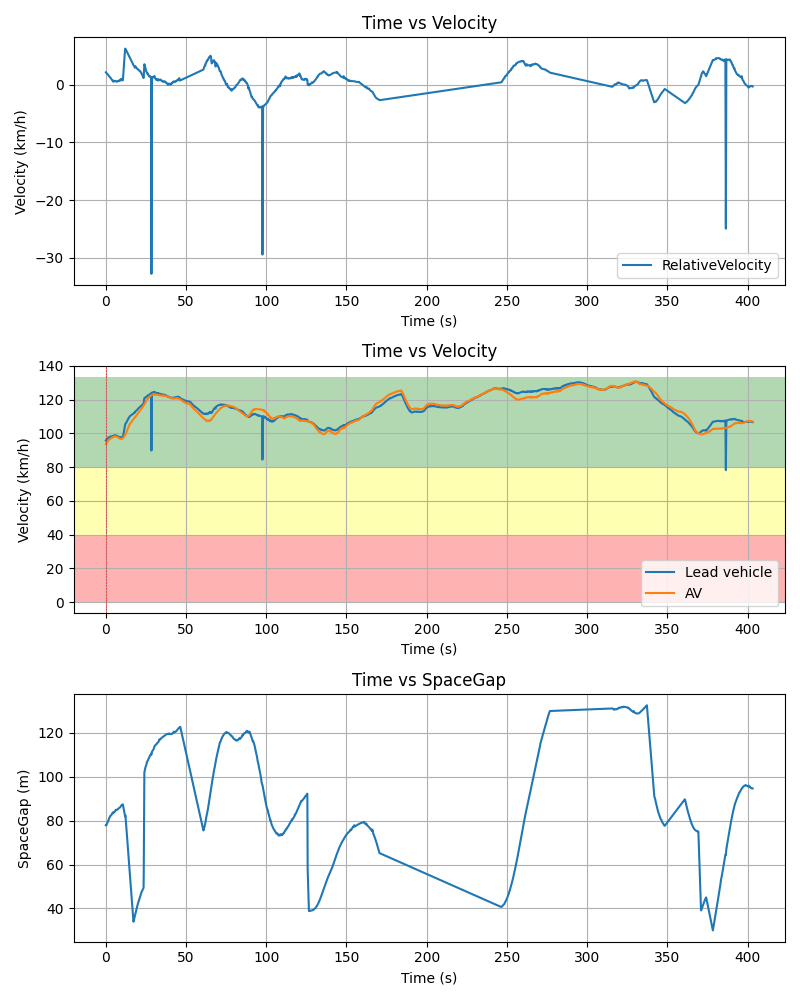 Time vs Velocity
Velocity (km/h)
0
−10
−20
−30
RelativeVelocity
0 50 100 150 200 250 300 350 400
Time (s)
Time vs Velocity
Velocity (km/h)
140
120
100
80
60
40
20
0
Lead vehicle
AV
0 50 100 150 200 250 300 350 400
Time (s)
Time vs SpaceGap
SpaceGap (m)
120
100
80
60
40
0 50 100 150 200 250 300 350 400
Time (s)